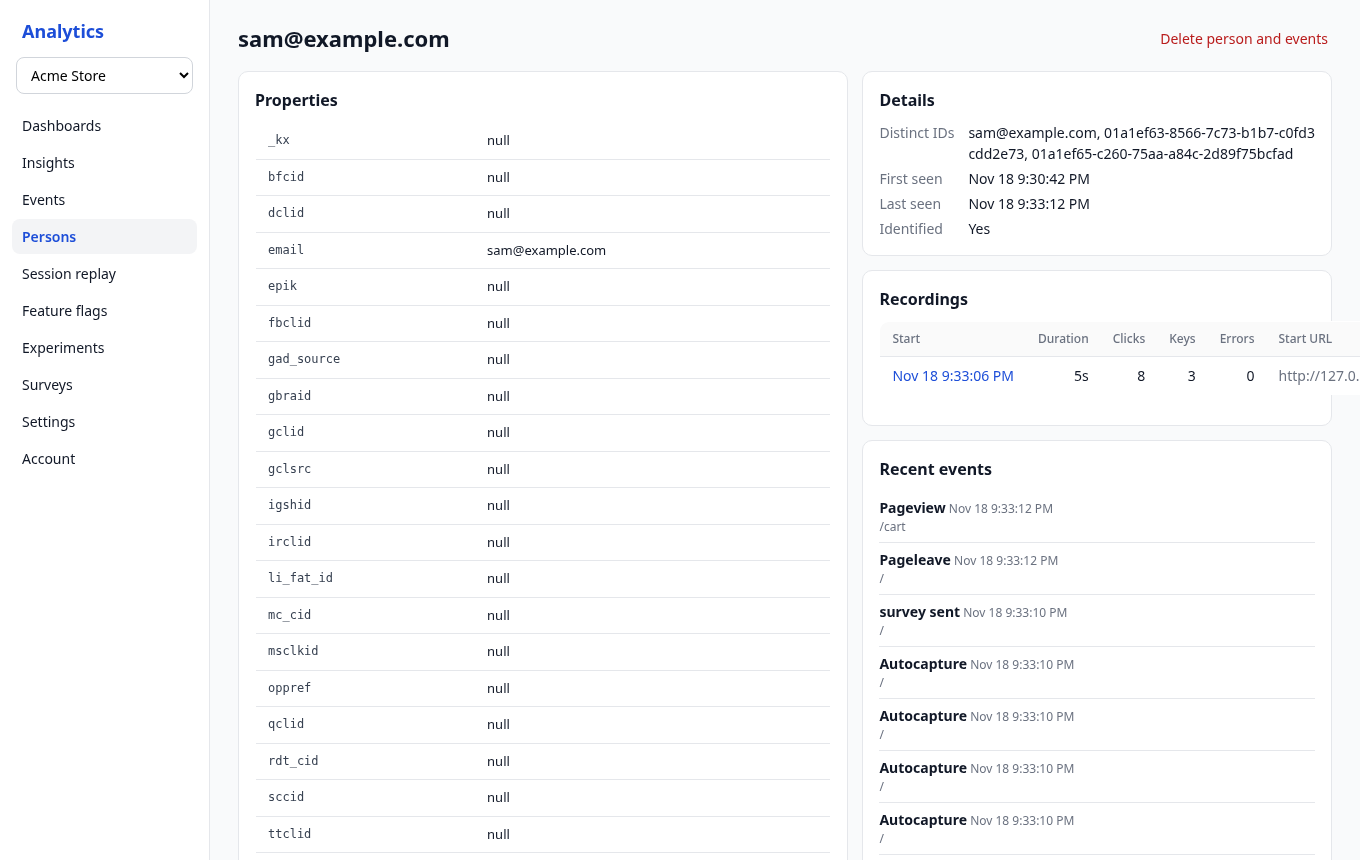 Analytics
Acme Store
Dashboards
Insights
Events
Persons
Session replay
Feature flags
Experiments
Surveys
Settings
Account
sam@example.com
Delete person and events
Properties
_kx null
bfcid null
dclid null
email sam@example.com
epik null
fbclid null
gad_source null
gbraid null
gclid null
gclsrc null
igshid null
irclid null
li_fat_id null
mc_cid null
msclkid null
oppref null
qclid null
rdt_cid null
sccid null
ttclid null
Details
Distinct IDs sam@example.com, 01a1ef63-8566-7c73-b1b7-c0fd3
cdd2e73, 01a1ef65-c260-75aa-a84c-2d89f75bcfad
First seen Nov 18 9:30:42 PM
Last seen Nov 18 9:33:12 PM
Identified Yes
Recordings
Start Duration Clicks Keys Errors Start URL
Nov 18 9:33:06 PM 5s 8 3 0 http://127.0.
Recent events
Pageview Nov 18 9:33:12 PM
/cart
Pageleave Nov 18 9:33:12 PM
/
survey sent Nov 18 9:33:10 PM
/
Autocapture Nov 18 9:33:10 PM
/
Autocapture Nov 18 9:33:10 PM
/
Autocapture Nov 18 9:33:10 PM
/
Autocapture Nov 18 9:33:10 PM
/